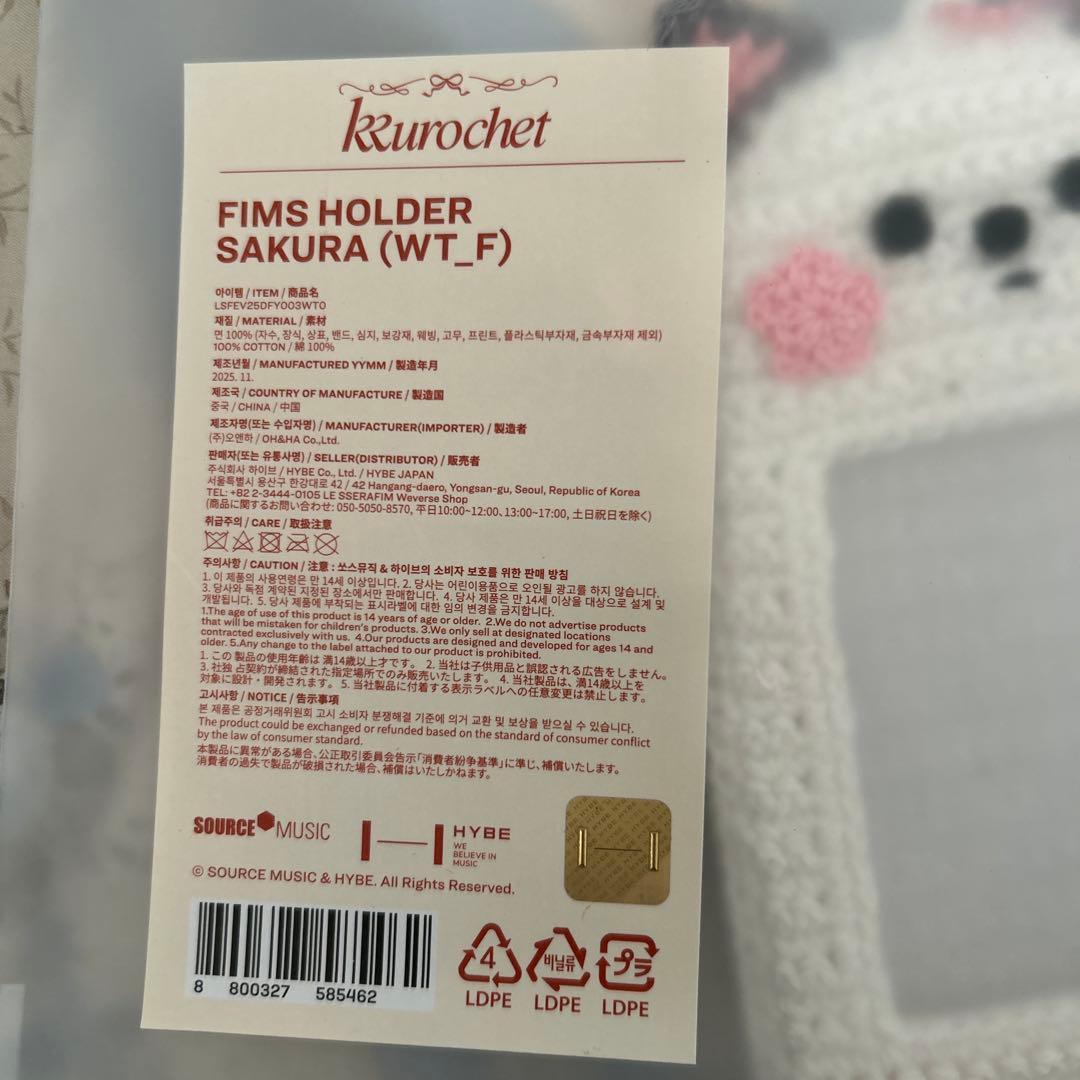 kkurochet
FIMS HOLDER
SAKURA (WT_F)
아이템 / ITEM / 商品名
LSFEV25DFY003WT0
재질 / MATERIAL / 素材
면 100% (자수, 장식, 상표, 밴드, 심지, 보강재, 웨빙, 고무, 프린트, 플라스틱부자재, 금속부자재 제외)
100% COTTON / 綿 100%
제조년월 / MANUFACTURED YYMM / 製造年月
2025. 11.
제조국 / COUNTRY OF MANUFACTURE / 製造国
중국 / CHINA / 中国
제조자명(또는 수입자명) / MANUFACTURER(IMPORTER) / 製造者
(주)오앤하 / OH&HA Co.,Ltd.
판매자(또는 유통사명) / SELLER(DISTRIBUTOR) / 販売者
주식회사 하이브 / HYBE Co., Ltd. / HYBE JAPAN
서울특별시 용산구 한강대로 42 / 42 Hangang-daero, Yongsan-gu, Seoul, Republic of Korea
TEL: +82 2-3444-0105 LE SSERAFIM Weverse Shop
(商品に関するお問い合わせ: 050-5050-8570, 平日10:00~12:00、13:00~17:00, 土日祝日を除く)
취급주의 / CARE / 取扱注意
주의사항 / CAUTION / 注意 : 쏘스뮤직 & 하이브의 소비자 보호를 위한 판매 방침
1. 이 제품의 사용연령은 만 14세 이상입니다. 2. 당사는 어린이용품으로 오인될 광고를 하지 않습니다.
3. 당사와 독점 계약된 지정된 장소에서만 판매합니다. 4. 당사 제품은 만 14세 이상을 대상으로 설계 및
개발됩니다. 5. 당사 제품에 부착되는 표시라벨에 대한 임의 변경을 금지합니다.
1.The age of use of this product is 14 years of age or older. 2.We do not advertise products
that will be mistaken for children's products. 3.We only sell at designated locations
contracted exclusively with us. 4.Our products are designed and developed for ages 14 and
older. 5.Any change to the label attached to our product is prohibited.
1. この 製品の使用年齢は 満14歳以上才です。 2. 当社は子供用品と誤認される広告をしません。
3. 社独 占契約が締結された指定場所でのみ販売いたします。 4. 当社製品は、満14歳以上を
対象に設計・開発されます。 5. 当社製品に付着する表示ラベルへの任意変更は禁止します。
고시사항 / NOTICE / 告示事項
본 제품은 공정거래위원회 고시 소비자 분쟁해결 기준에 의거 교환 및 보상을 받으실 수 있습니다.
The product could be exchanged or refunded based on the standard of consumer conflict
by the law of consumer standard.
本製品に異常がある場合、公正取引委員会告示「消費者紛争基準」に準じ、補償いたします。
消費者の過失で製品が破損された場合、補償はいたしかねます。
SOURCE MUSIC
HYBE
WE
BELIEVE IN
MUSIC
© SOURCE MUSIC & HYBE. All Rights Reserved.
8 800327 585462
4 비닐류 プラ
LDPE LDPE LDPE